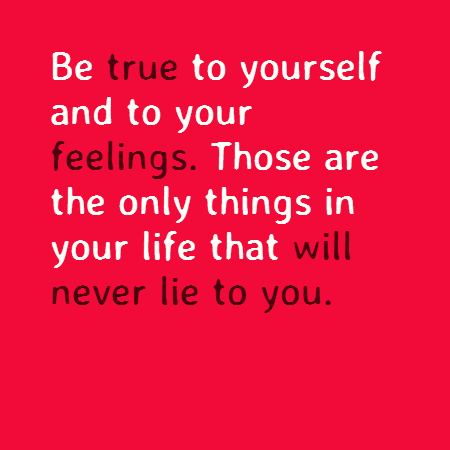 Be true to yourself
and to your
feelings. Those are
the only things in
your life that will
never lie to you.